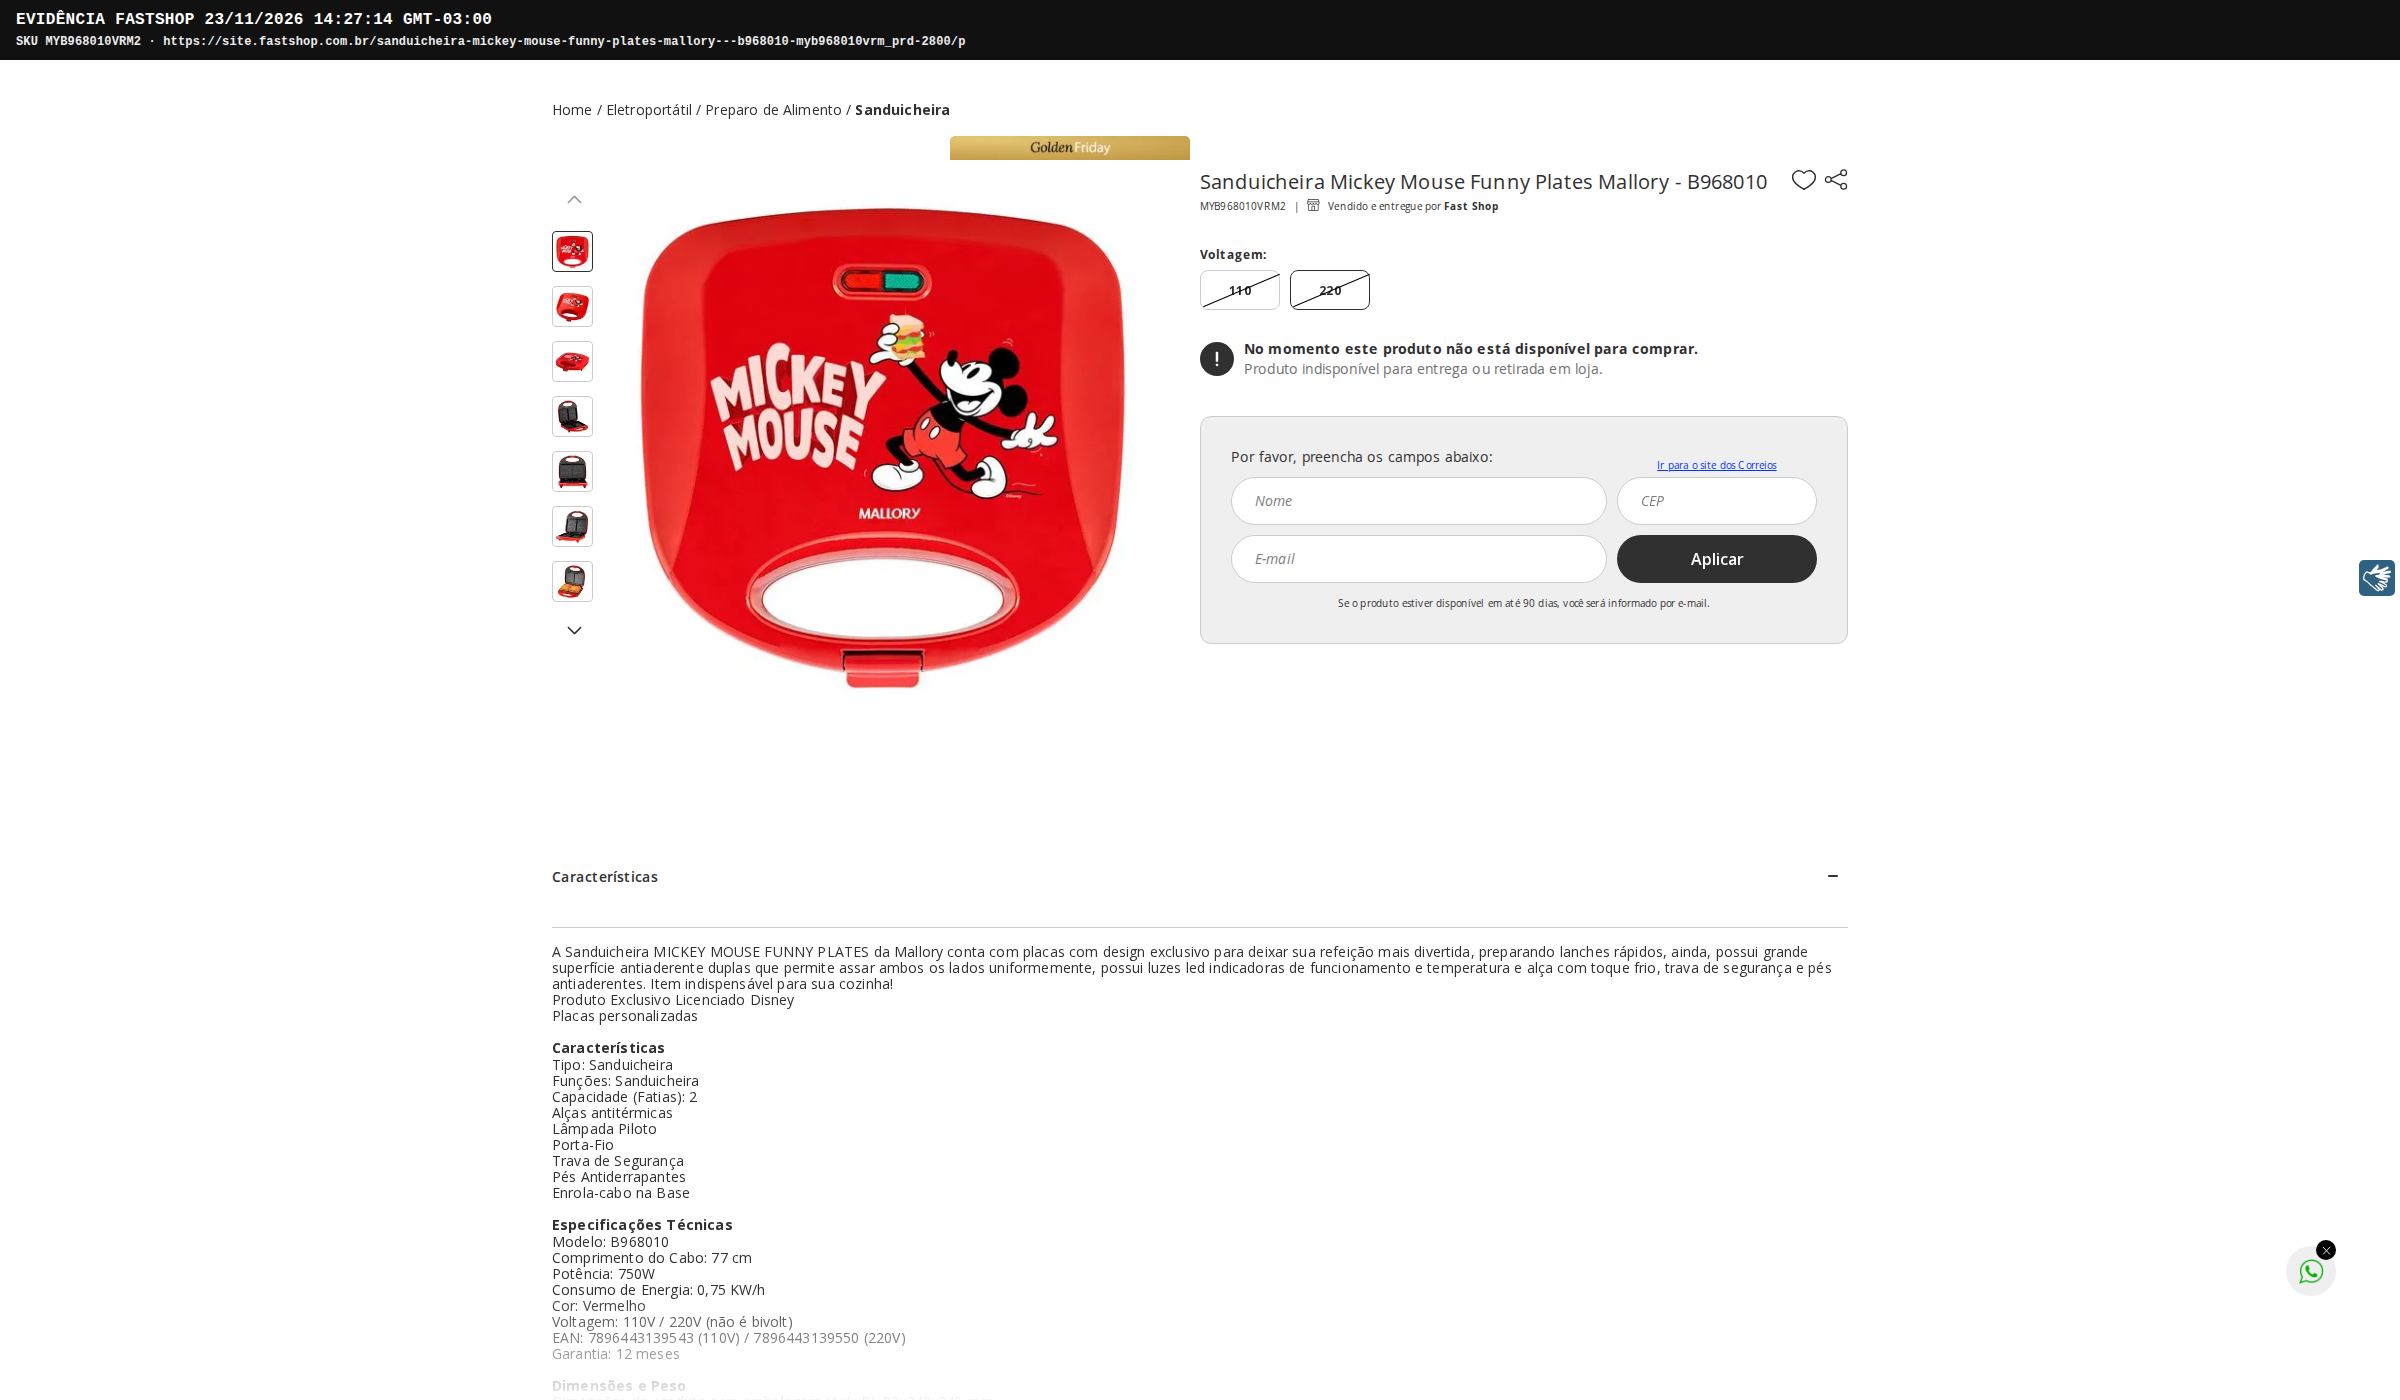 EVIDÊNCIA FASTSHOP 23/11/2026 14:27:14 GMT-03:00
SKU MYB968010VRM2 · https://site.fastshop.com.br/sanduicheira-mickey-mouse-funny-plates-mallory---b968010-myb968010vrm_prd-2800/p
Home / Eletroportátil / Preparo de Alimento / Sanduicheira
Golden Friday
Sanduicheira Mickey Mouse Funny Plates Mallory - B968010
MYB968010VRM2 | Vendido e entregue por Fast Shop
Voltagem:
110
220
No momento este produto não está disponível para comprar.
Produto indisponível para entrega ou retirada em loja.
MICKEY
MOUSE
MALLORY
Por favor, preencha os campos abaixo:
Ir para o site dos Correios
Nome
CEP
E-mail
Aplicar
Se o produto estiver disponível em até 90 dias, você será informado por e-mail.
Características
A Sanduicheira MICKEY MOUSE FUNNY PLATES da Mallory conta com placas com design exclusivo para deixar sua refeição mais divertida, preparando lanches rápidos, ainda, possui grande
superfície antiaderente duplas que permite assar ambos os lados uniformemente, possui luzes led indicadoras de funcionamento e temperatura e alça com toque frio, trava de segurança e pés
antiaderentes. Item indispensável para sua cozinha!
Produto Exclusivo Licenciado Disney
Placas personalizadas
Características
Tipo: Sanduicheira
Funções: Sanduicheira
Capacidade (Fatias): 2
Alças antitérmicas
Lâmpada Piloto
Porta-Fio
Trava de Segurança
Pés Antiderrapantes
Enrola-cabo na Base
Especificações Técnicas
Modelo: B968010
Comprimento do Cabo: 77 cm
Potência: 750W
Consumo de Energia: 0,75 KW/h
Cor: Vermelho
Voltagem: 110V / 220V (não é bivolt)
EAN: 7896443139543 (110V) / 7896443139550 (220V)
Garantia: 12 meses
Dimensões e Peso